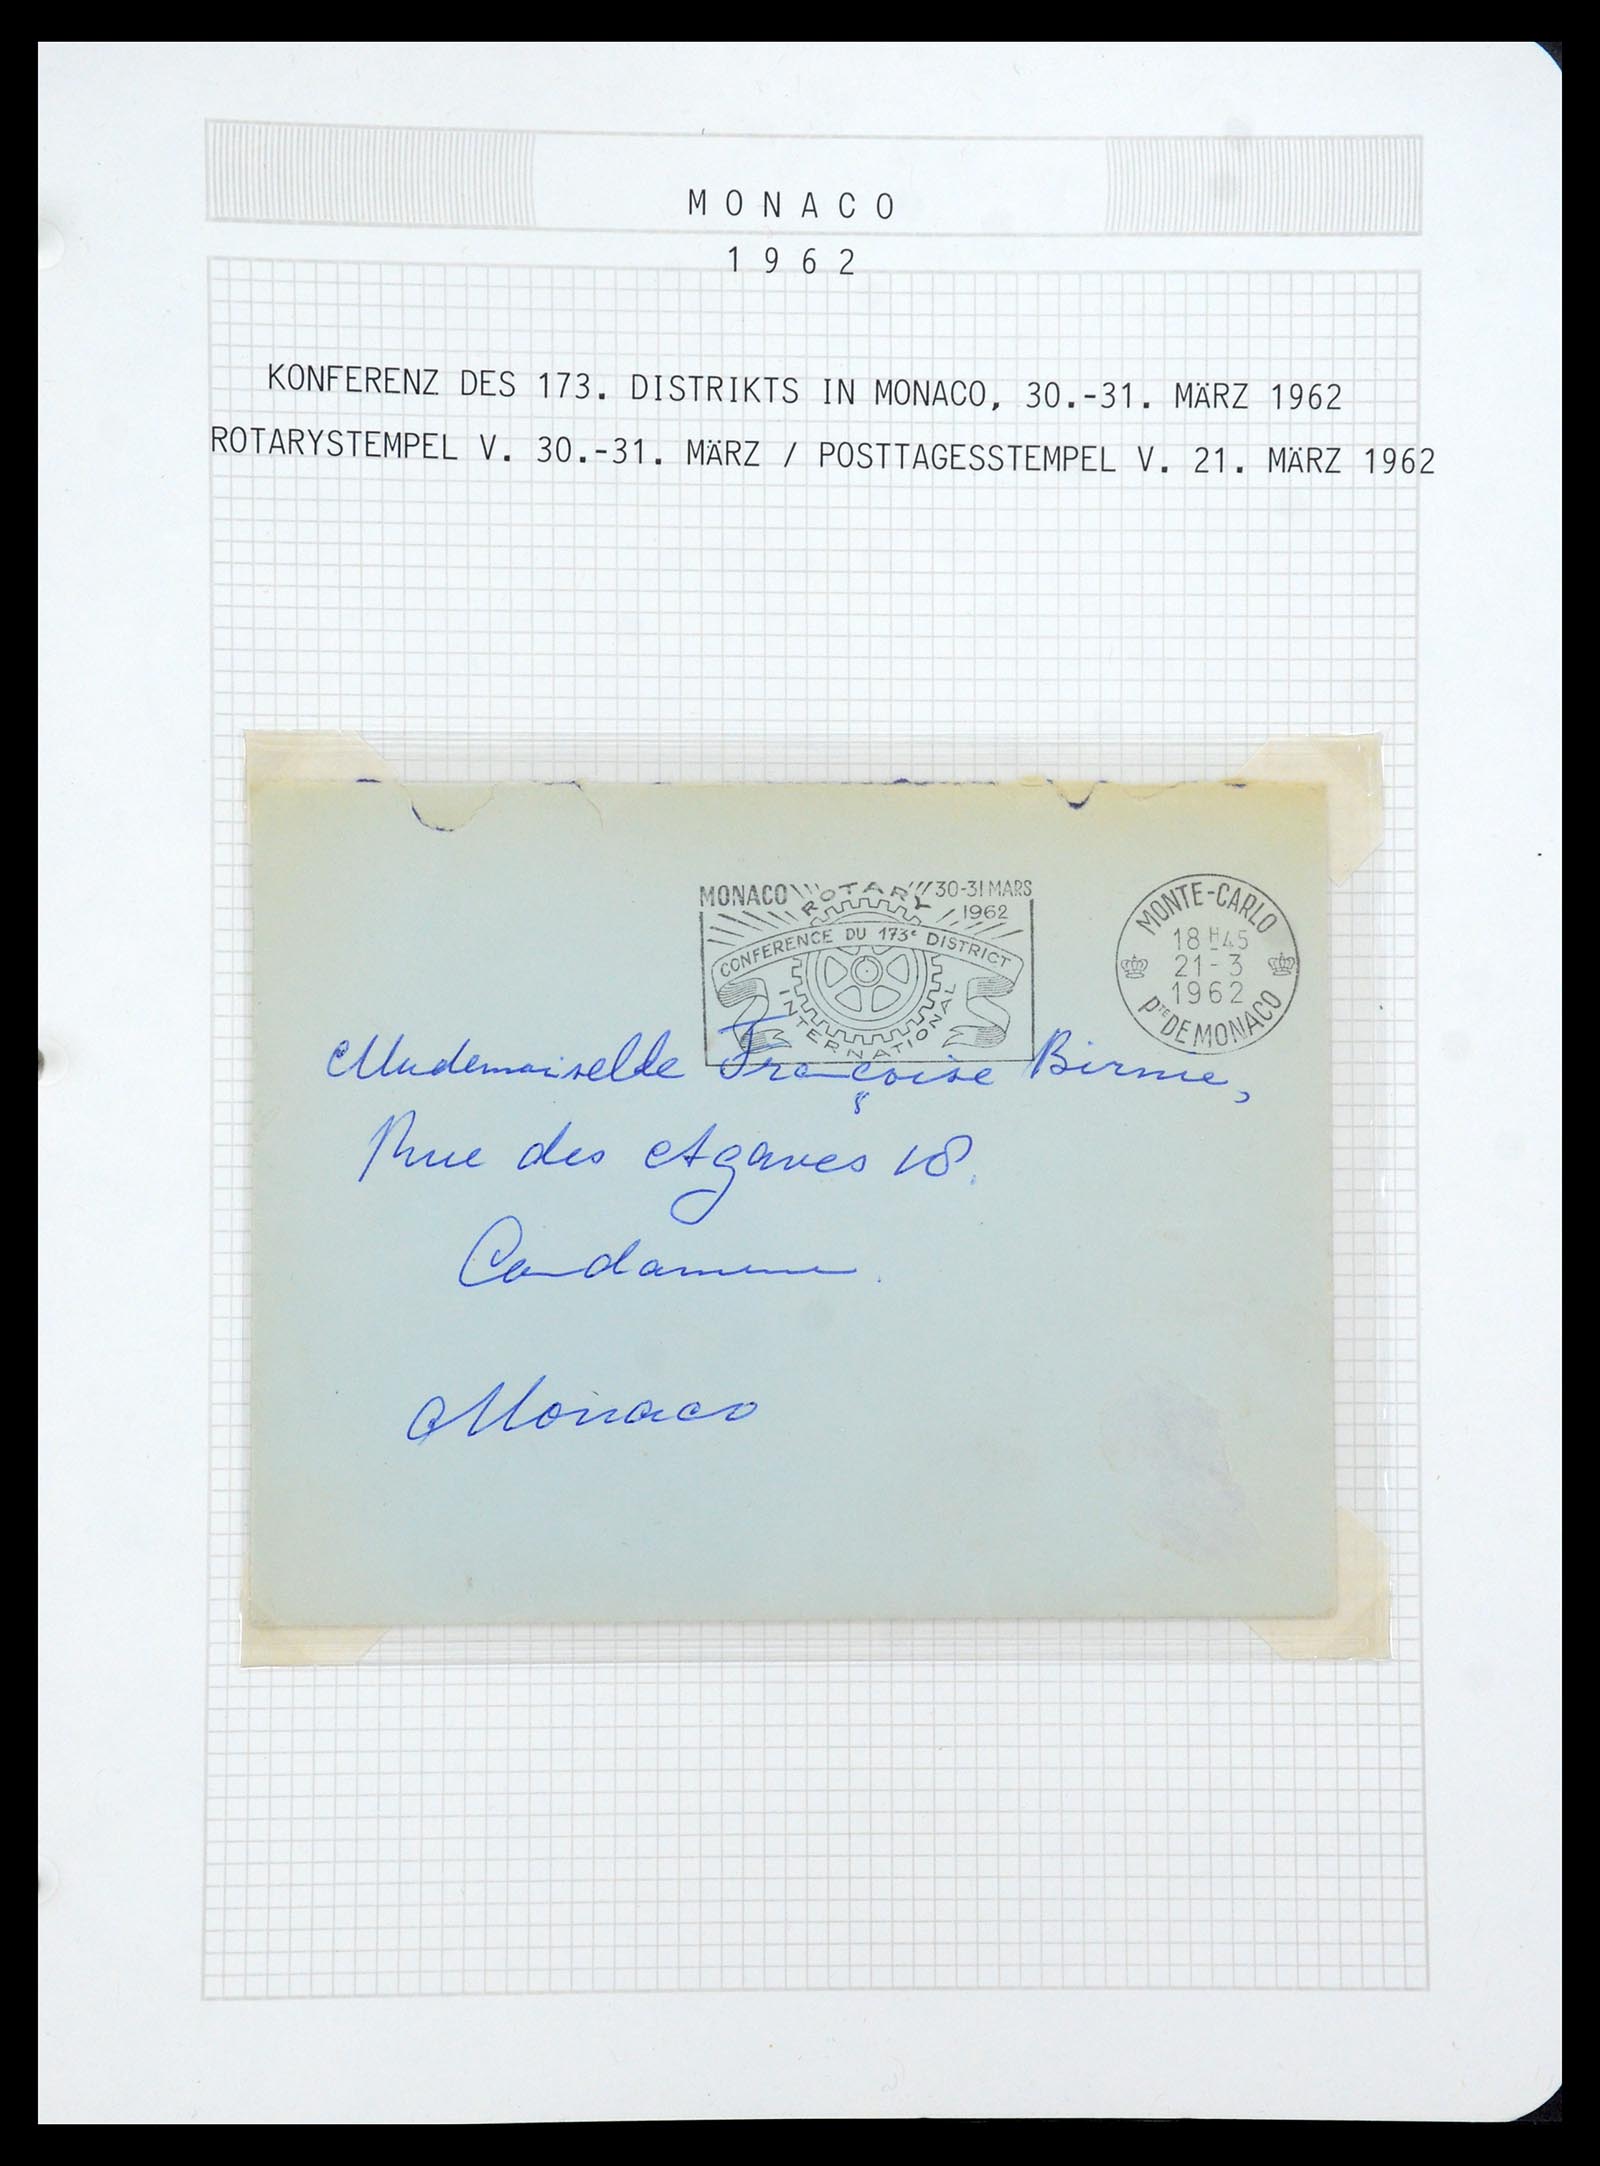 MONACO
1962
KONFERENZ DES 173. DISTRIKTS IN MONACO, 30.-31. MÄRZ 1962
ROTARYSTEMPEL V. 30.-31. MÄRZ / POSTTAGESSTEMPEL V. 21. MÄRZ 1962
MONACO ROTARY 30-31 MARS
1962
CONFERENCE DU 173e DISTRICT
INTERNATIONAL
MONTE-CARLO
18 H 45
21-3
1962
PTE DE MONACO
Mademoiselle Françoise
Rue des Agaves 18.
Condamine.
Monaco